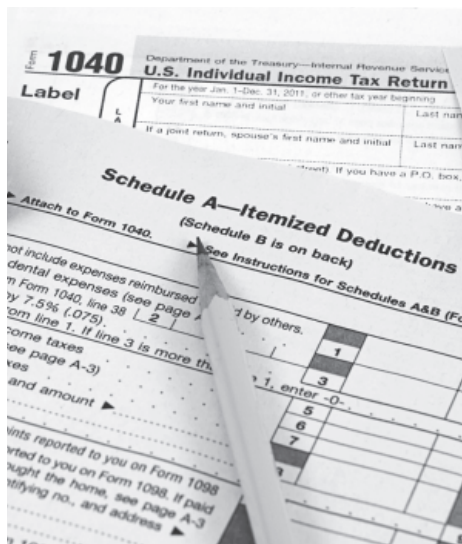 Form 1040
Department of the Treasury—Internal Revenue Service
U.S. Individual Income Tax Return
Label
For the year Jan. 1-Dec. 31, 2011, or other tax year beginning
Your first name and initial
Last nam
L
A
If a joint return, spouse's first name and initial
Last nam
If you have a P.O. box,
Schedule A—Itemized Deductions
(Schedule B is on back)
Attach to Form 1040.
See Instructions for Schedules A&B (Fo
not include expenses reimbursed
d by others.
dental expenses (see page
1
m Form 1040, line 38
2
by 7.5% (.075).
3
rom line 1. If line 3 is more th
1, enter -0-
come taxes
5
ee page A-3)
6
xes
7
and amount
8
ints reported to you on Form 1098
rted to you on Form 1098. If paid
ought the home, see page A-3
ntifying no., and address